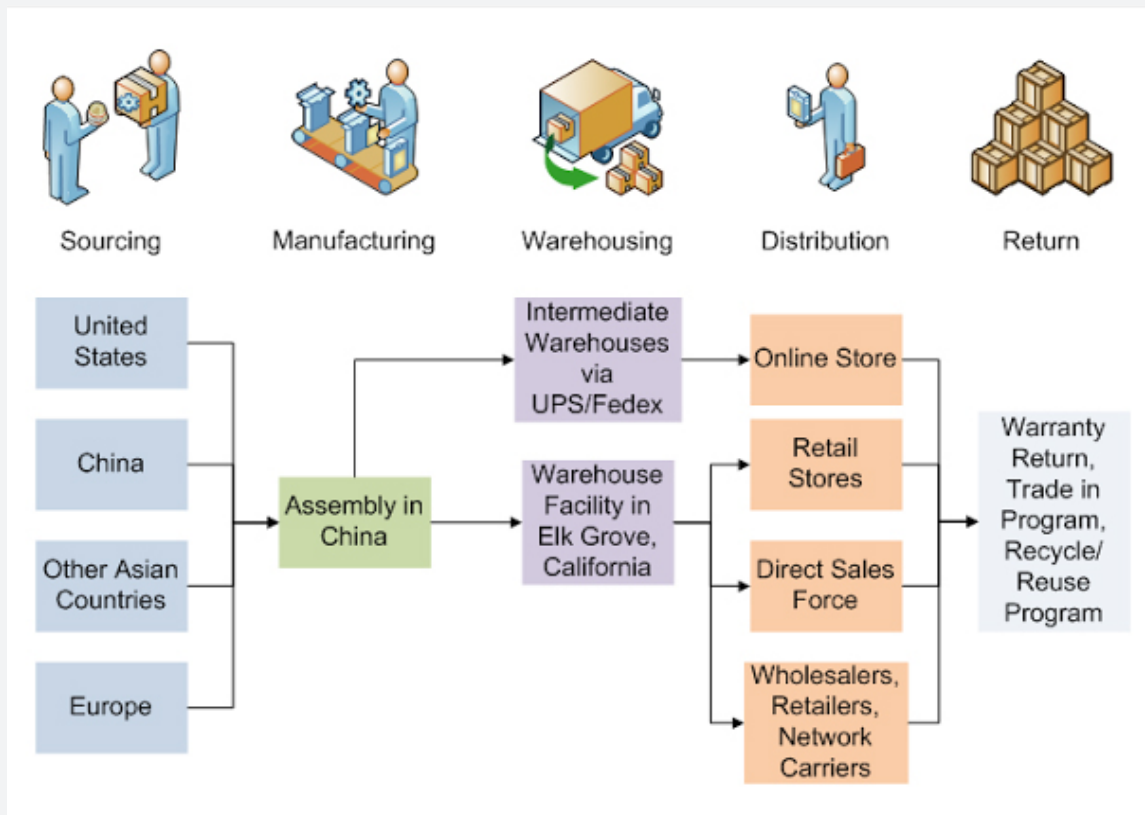 Sourcing
Manufacturing
Warehousing
Distribution
Return
United
States
China
Other Asian
Countries
Europe
Assembly in
China
Intermediate
Warehouses
via
UPS/Fedex
Warehouse
Facility in
Elk Grove,
California
Online Store
Retail
Stores
Direct Sales
Force
Wholesalers,
Retailers,
Network
Carriers
Warranty
Return,
Trade in
Program,
Recycle/
Reuse
Program